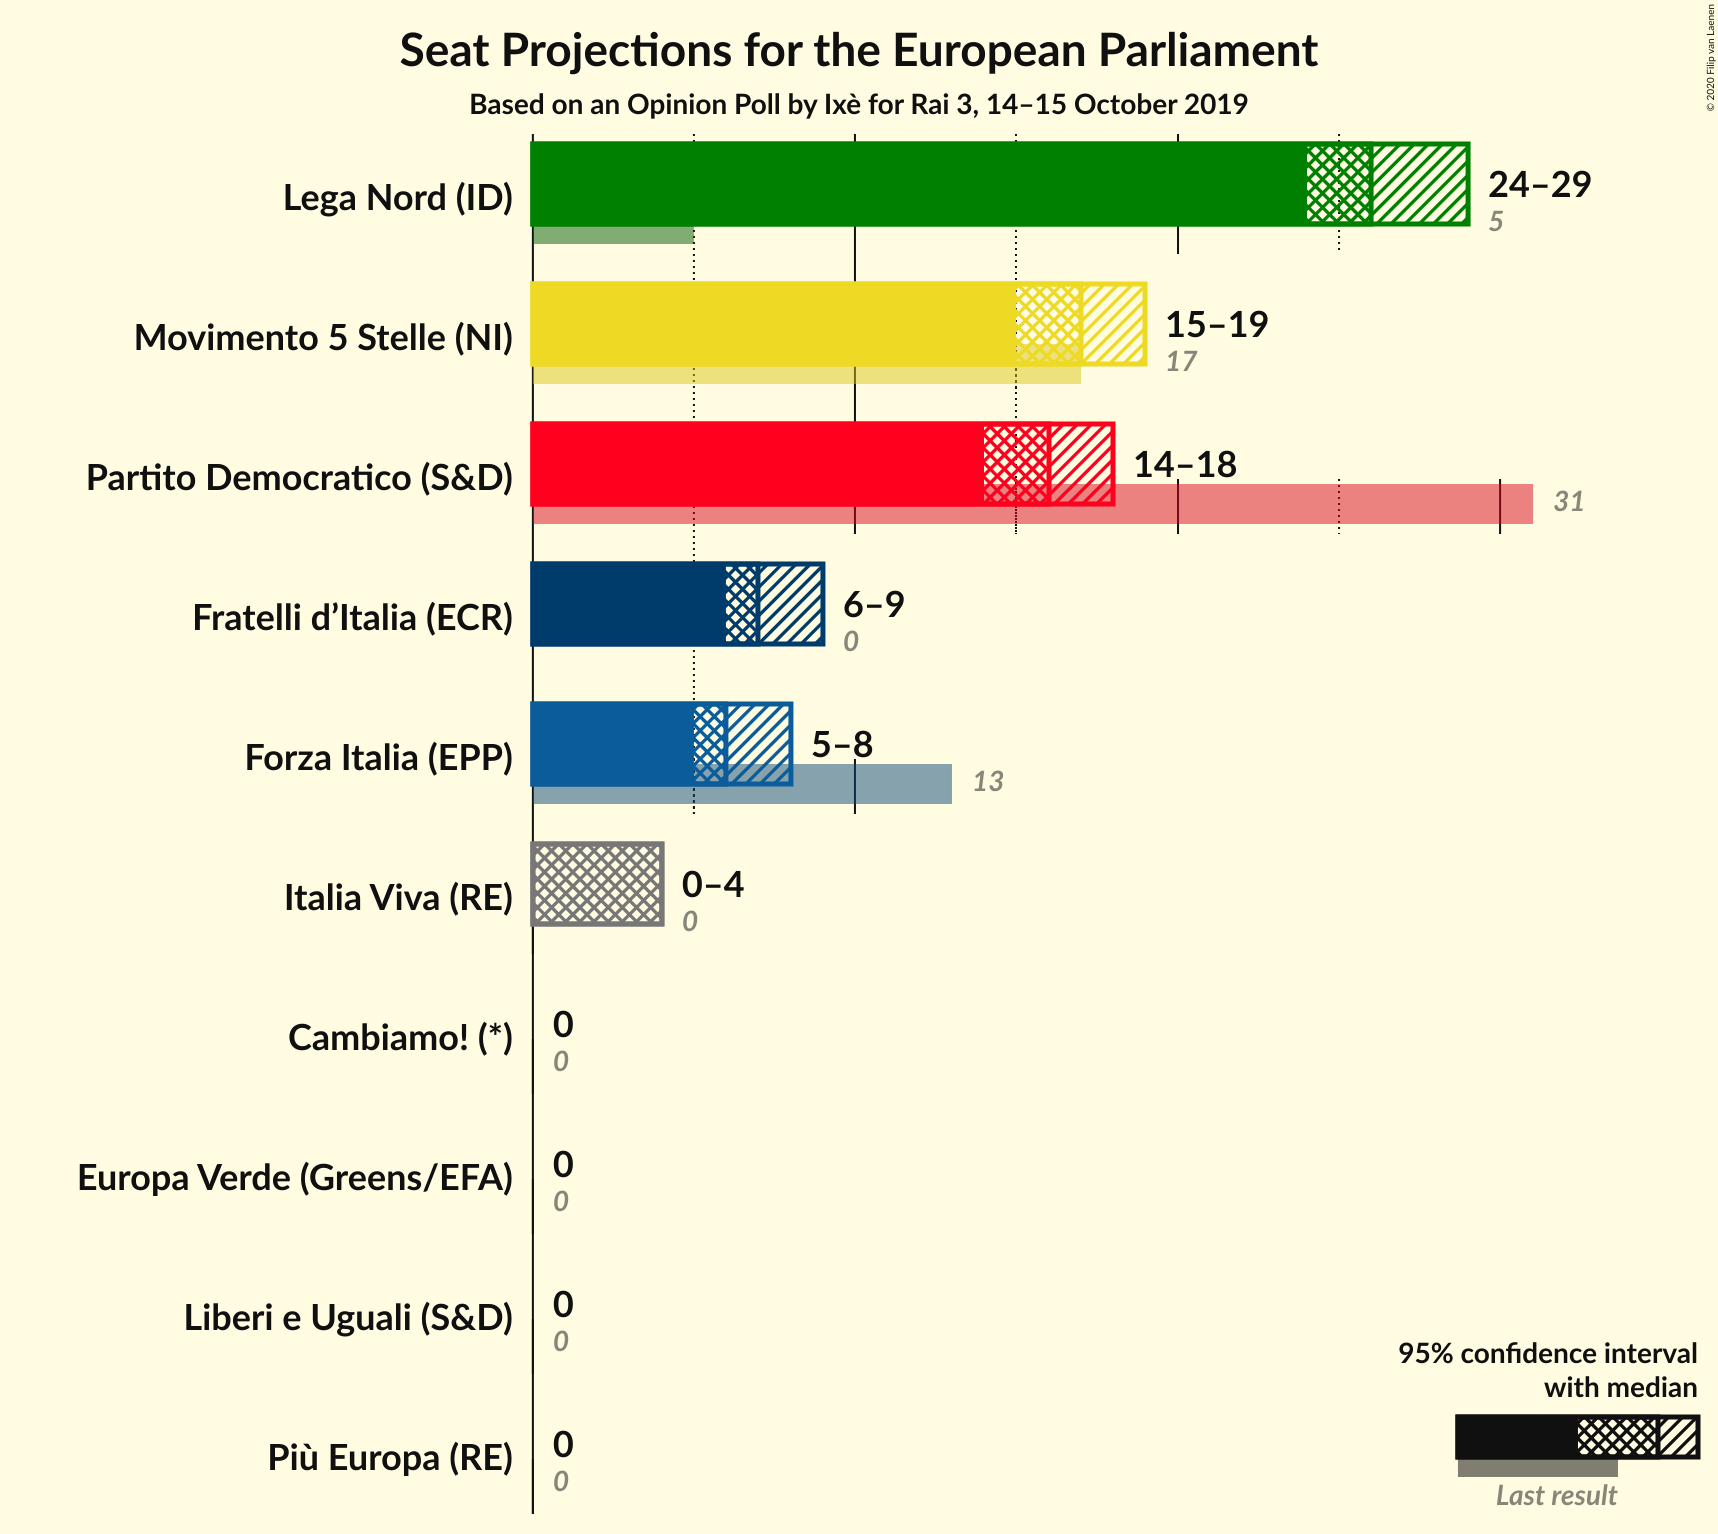 Seat Projections for the European Parliament
Based on an Opinion Poll by Ixè for Rai 3, 14–15 October 2019
© 2020 Filip van Laenen
Lega Nord (ID)
24–29
5
Movimento 5 Stelle (NI)
15–19
17
Partito Democratico (S&D)
14–18
31
Fratelli d’Italia (ECR)
6–9
0
Forza Italia (EPP)
5–8
13
Italia Viva (RE)
0–4
0
Cambiamo! (*)
0
0
Europa Verde (Greens/EFA)
0
0
Liberi e Uguali (S&D)
0
0
Più Europa (RE)
0
0
95% confidence interval
with median
Last result